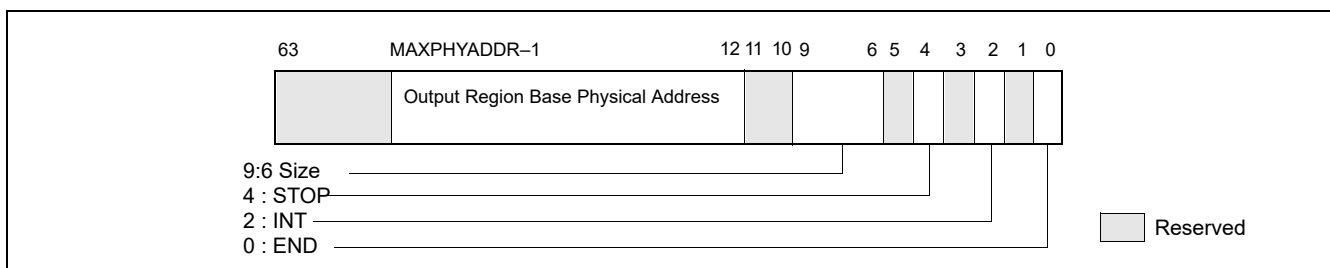 63 MAXPHYADDR–1 12 11 10 9 6 5 4 3 2 1 0
Output Region Base Physical Address
9:6 Size
4 : STOP
2 : INT
0 : END
Reserved